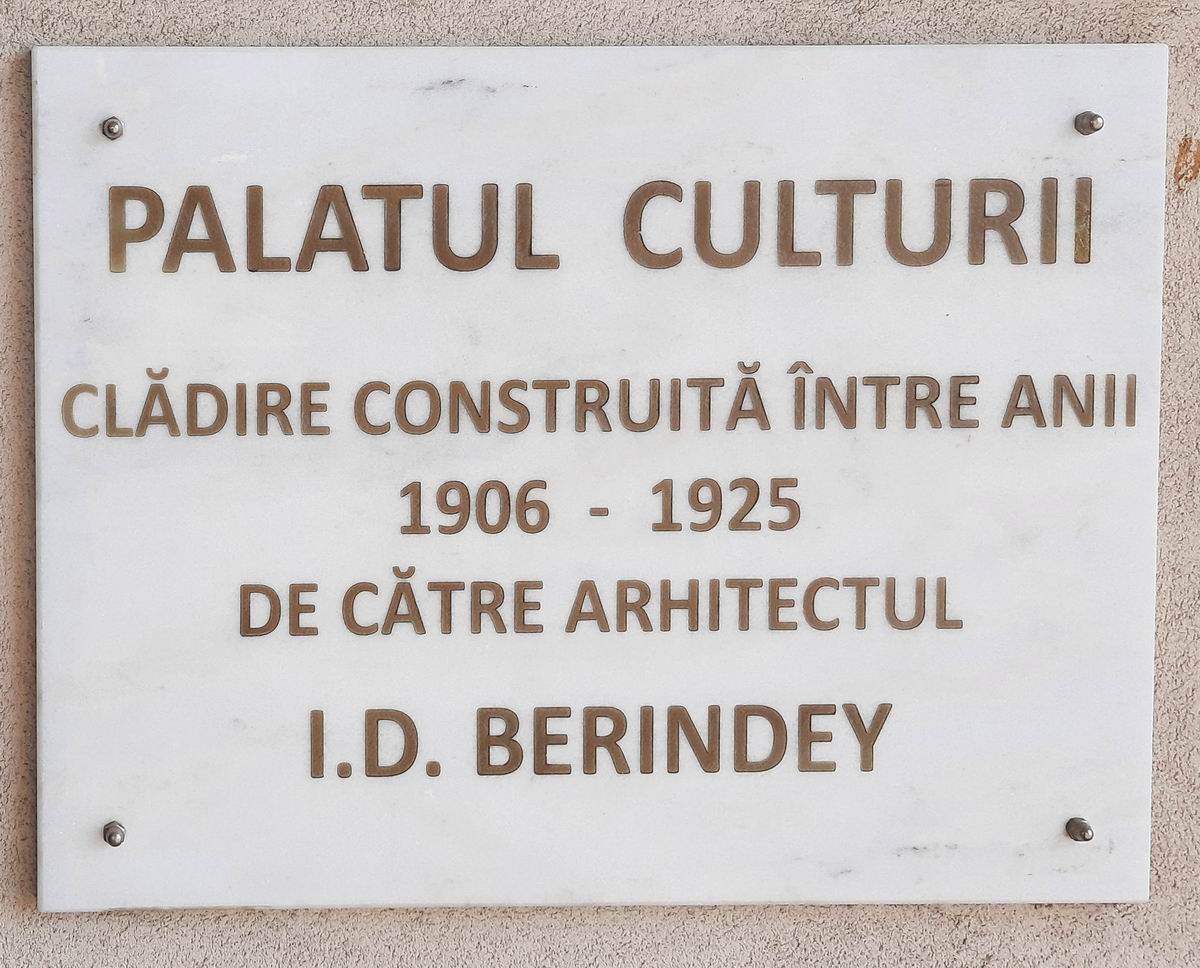 PALATUL CULTURII
CLĂDIRE CONSTRUITĂ ÎNTRE ANII
1906 - 1925
DE CĂTRE ARHITECTUL
I.D. BERINDEY